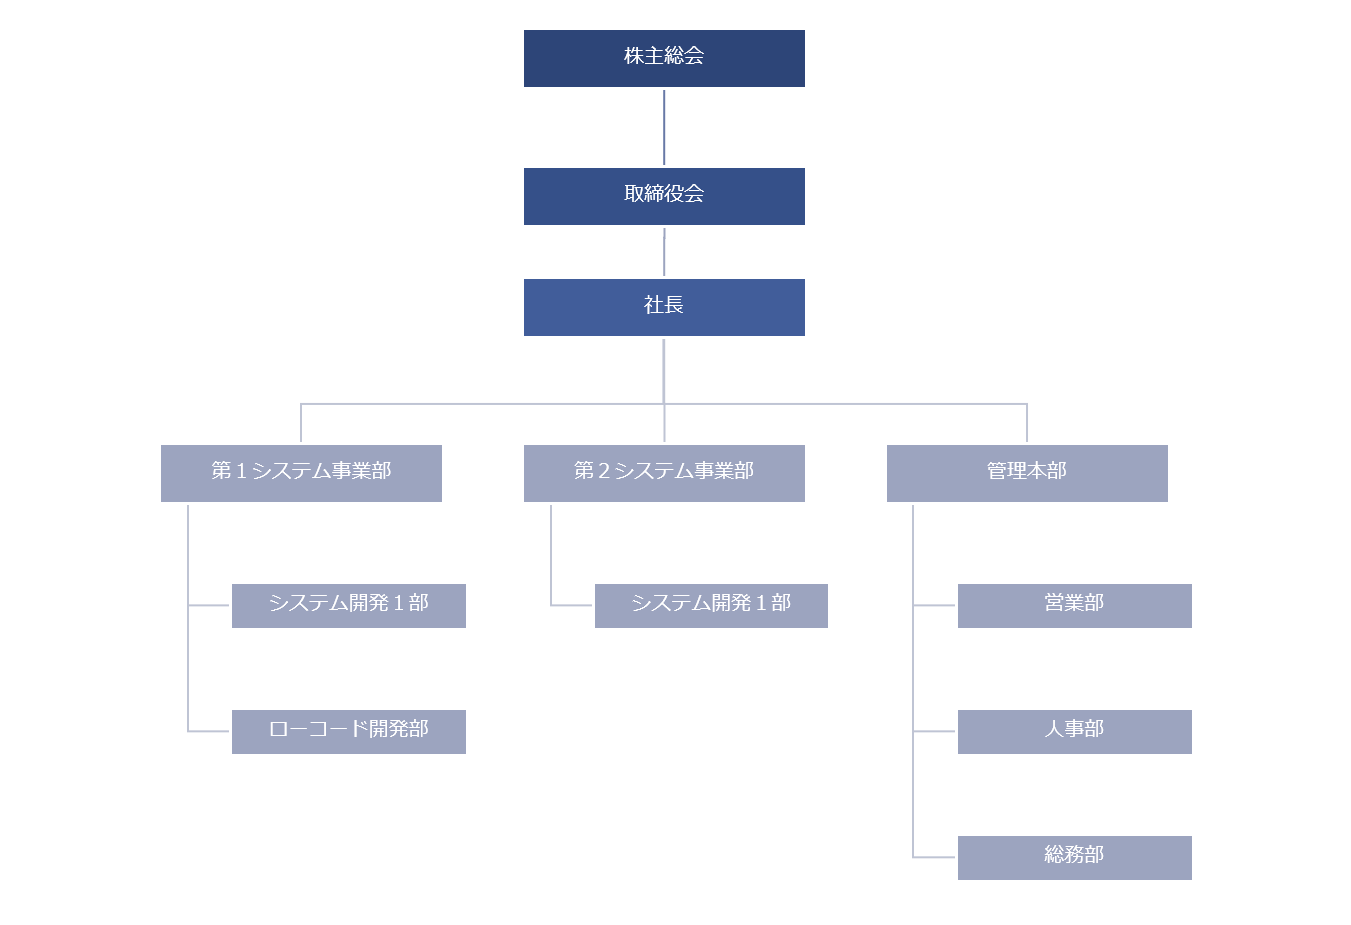 株主総会
取締役会
社長
第１システム事業部
第２システム事業部
管理本部
システム開発１部
システム開発１部
営業部
ローコード開発部
人事部
総務部